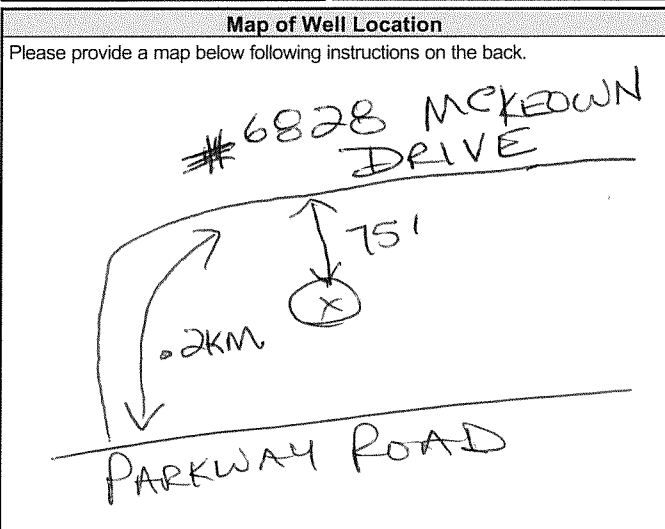 Map of Well Location
Please provide a map below following instructions on the back.
#6828 MCKEOWN
DRIVE
75'
X
.2KM
PARKWAY ROAD